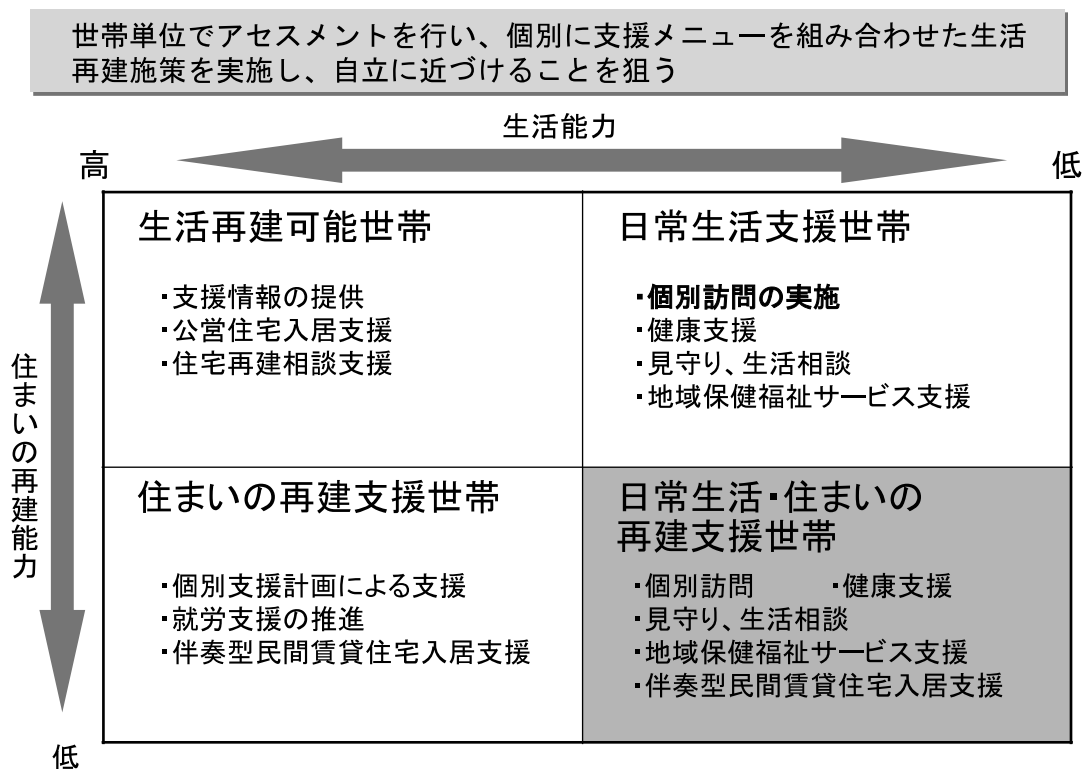 世帯単位でアセスメントを行い、個別に支援メニューを組み合わせた生活
再建施策を実施し、自立に近づけることを狙う
生活能力
高
低
住まいの再建能力
低
生活再建可能世帯
・支援情報の提供
・公営住宅入居支援
・住宅再建相談支援
日常生活支援世帯
・個別訪問の実施
・健康支援
・見守り、生活相談
・地域保健福祉サービス支援
住まいの再建支援世帯
・個別支援計画による支援
・就労支援の推進
・伴奏型民間賃貸住宅入居支援
日常生活・住まいの
再建支援世帯
・個別訪問 ・健康支援
・見守り、生活相談
・地域保健福祉サービス支援
・伴奏型民間賃貸住宅入居支援